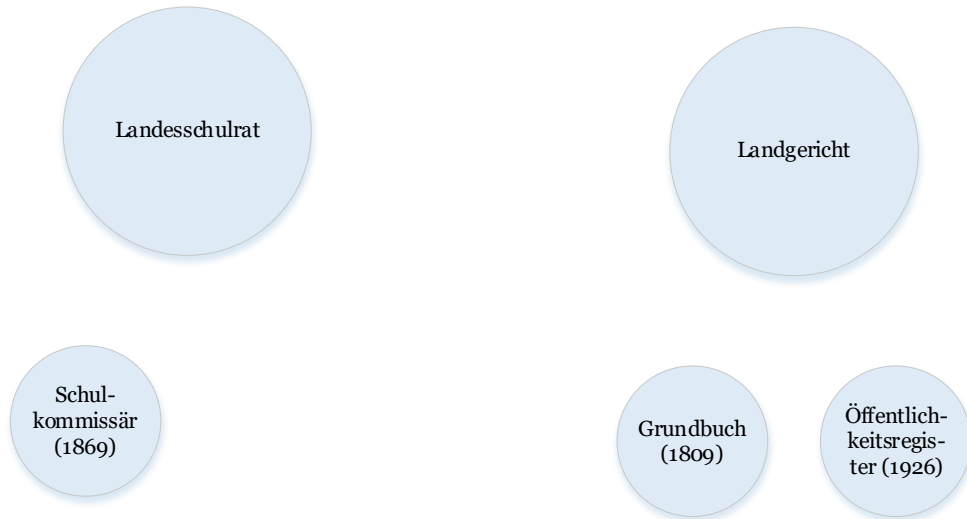 Landesschulrat
Landgericht
Schul-
kommissär
(1869)
Grundbuch
(1809)
Öffentlich-
keitsregis-
ter (1926)